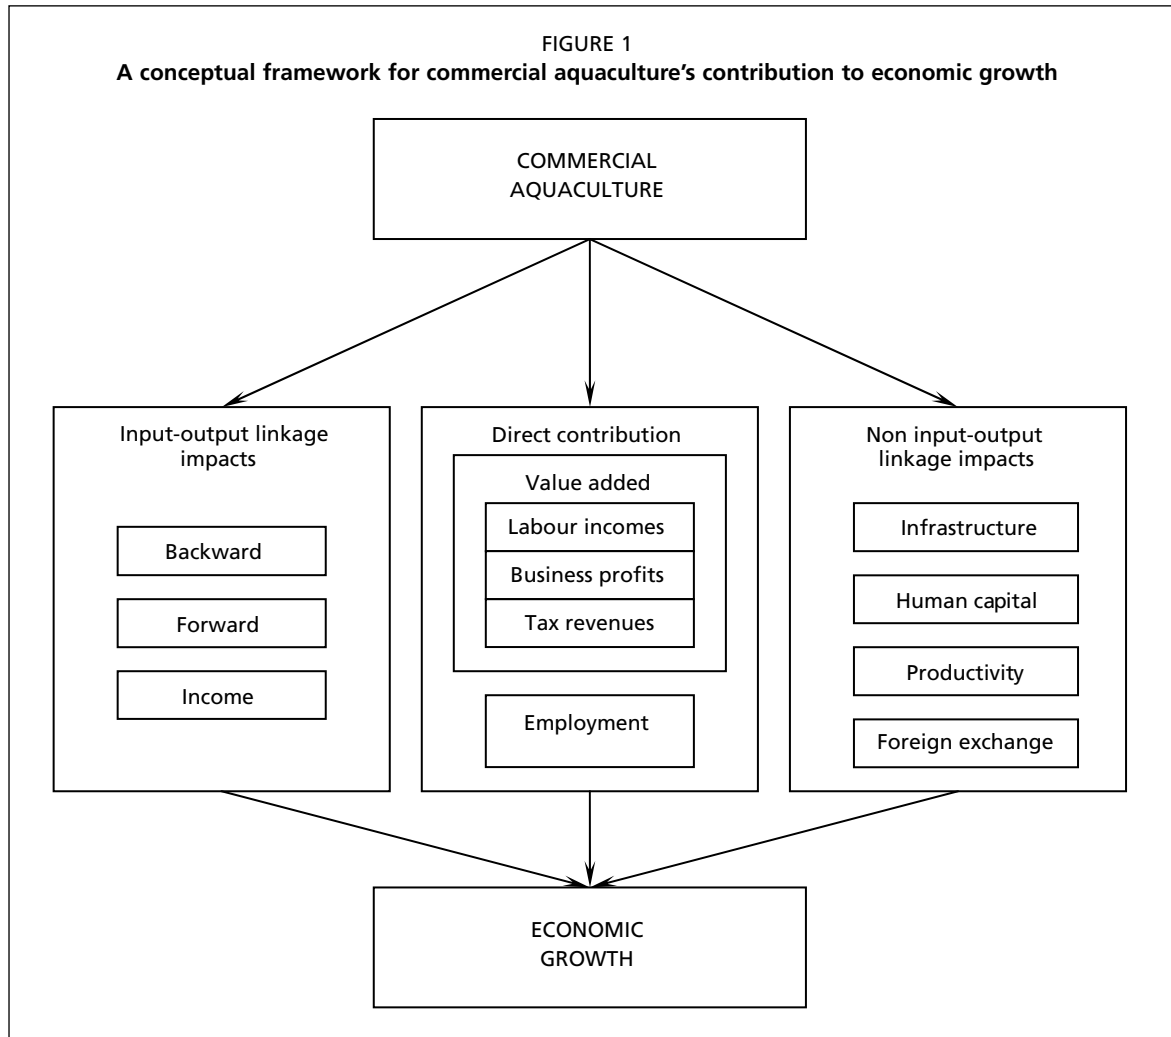 FIGURE 1
A conceptual framework for commercial aquaculture's contribution to economic growth
COMMERCIAL
AQUACULTURE
Input-output linkage
impacts
Backward
Forward
Income
Direct contribution
Value added
Labour incomes
Business profits
Tax revenues
Employment
Non input-output
linkage impacts
Infrastructure
Human capital
Productivity
Foreign exchange
ECONOMIC
GROWTH